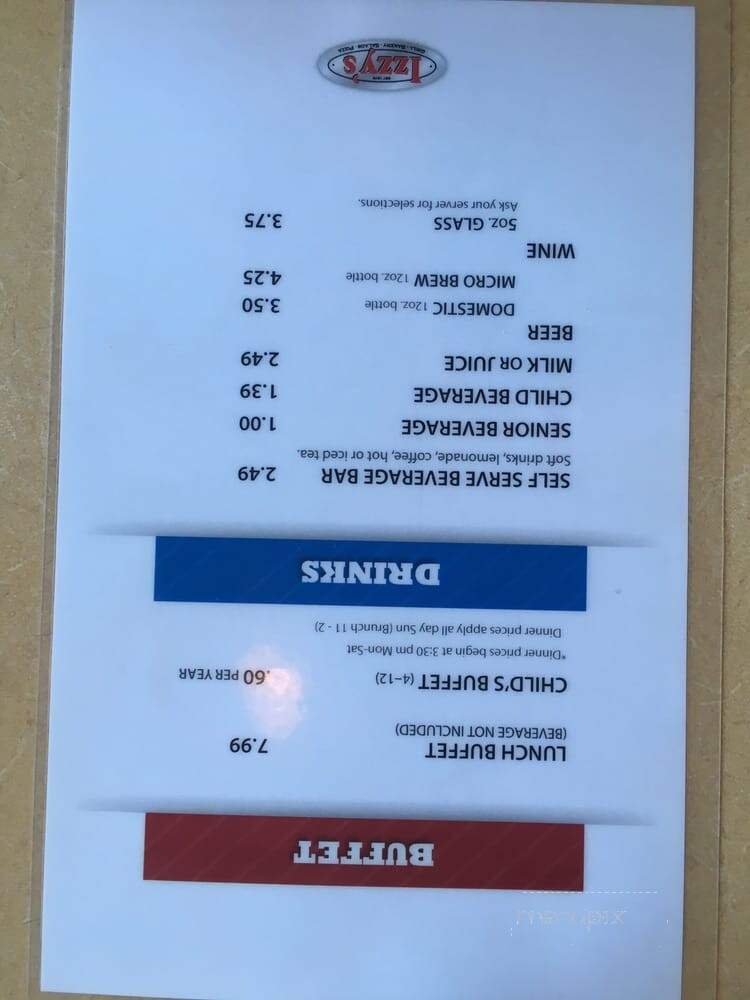 BUFFET
LUNCH BUFFET 7.99
(BEVERAGE NOT INCLUDED)
CHILD'S BUFFET (4-12) .60 PER YEAR
*Dinner prices begin at 3:30 pm Mon-Sat
Dinner prices apply all day Sun (Brunch 11 - 2)
DRINKS
SELF SERVE BEVERAGE BAR 2.49
Soft drinks, lemonade, coffee, hot or iced tea.
SENIOR BEVERAGE 1.00
CHILD BEVERAGE 1.39
MILK OR JUICE 2.49
BEER
DOMESTIC 12oz. bottle 3.50
MICRO BREW 12oz. bottle 4.25
WINE
5oz. GLASS 3.75
Ask your server for selections.
Izzy's
GRILL • BAKERY • SALADS • PIZZA